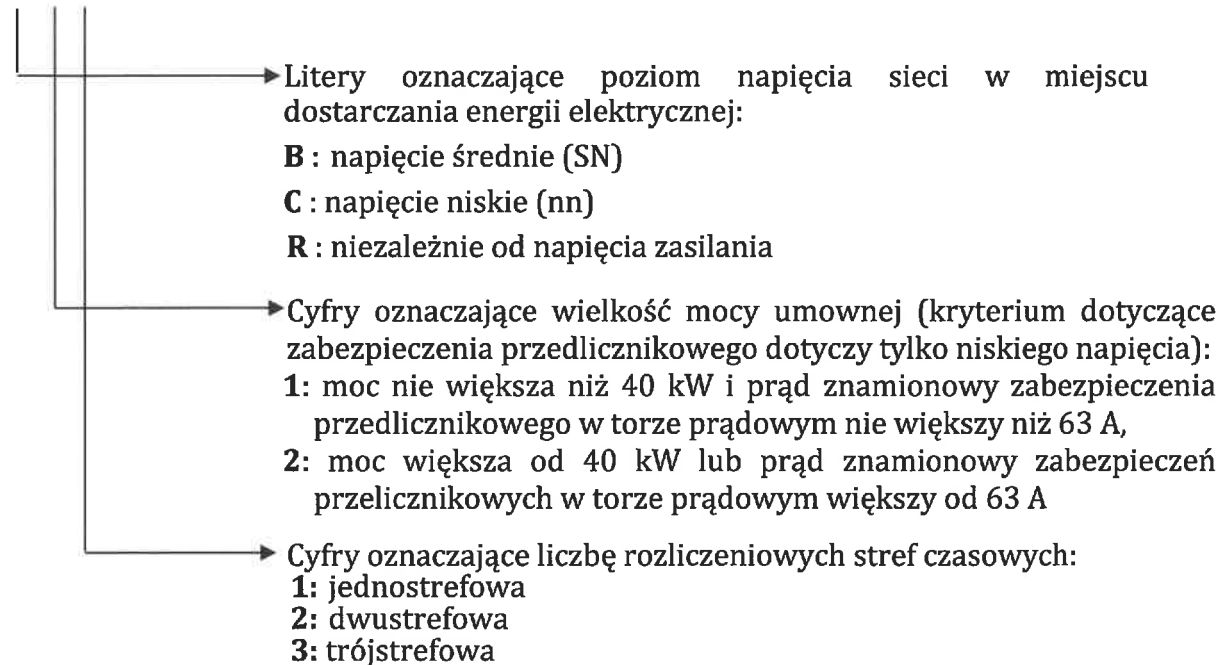 Litery oznaczające poziom napięcia sieci w miejscu
dostarczania energii elektrycznej:
B : napięcie średnie (SN)
C : napięcie niskie (nn)
R : niezależnie od napięcia zasilania
Cyfry oznaczające wielkość mocy umownej (kryterium dotyczące
zabezpieczenia przedlicznikowego dotyczy tylko niskiego napięcia):
1: moc nie większa niż 40 kW i prąd znamionowy zabezpieczenia
przedlicznikowego w torze prądowym nie większy niż 63 A,
2: moc większa od 40 kW lub prąd znamionowy zabezpieczeń
przelicznikowych w torze prądowym większy od 63 A
Cyfry oznaczające liczbę rozliczeniowych stref czasowych:
1: jednostrefowa
2: dwustrefowa
3: trójstrefowa